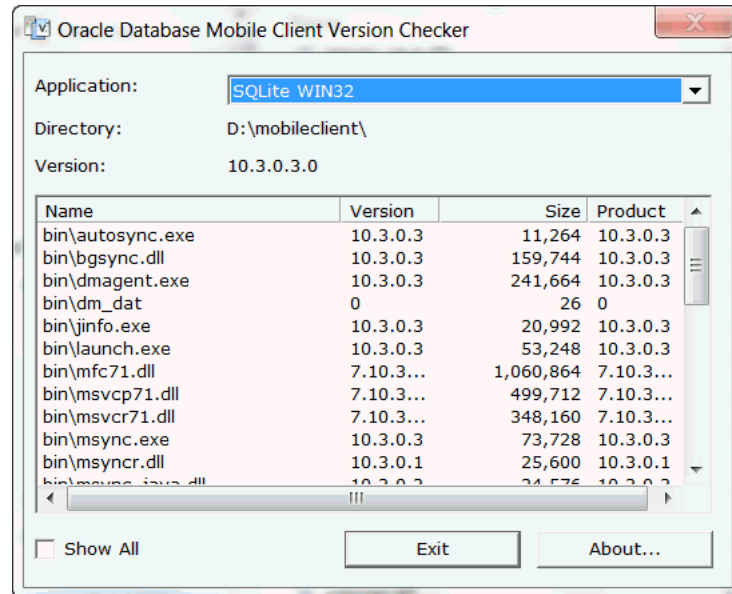 Oracle Database Mobile Client Version Checker
Application: SQLite WIN32
Directory: D:\mobileclient\
Version: 10.3.0.3.0
Name Version Size Product
bin\autosync.exe 10.3.0.3 11,264 10.3.0.3
bin\bgsync.dll 10.3.0.3 159,744 10.3.0.3
bin\dmagent.exe 10.3.0.3 241,664 10.3.0.3
bin\dm_dat 0 26 0
bin\jinfo.exe 10.3.0.3 20,992 10.3.0.3
bin\launch.exe 10.3.0.3 53,248 10.3.0.3
bin\mfc71.dll 7.10.3... 1,060,864 7.10.3...
bin\msvcp71.dll 7.10.3... 499,712 7.10.3...
bin\msvcr71.dll 7.10.3... 348,160 7.10.3...
bin\msync.exe 10.3.0.3 73,728 10.3.0.3
bin\msyncr.dll 10.3.0.1 25,600 10.3.0.1
bin\msync_java.dll
Show All Exit About...